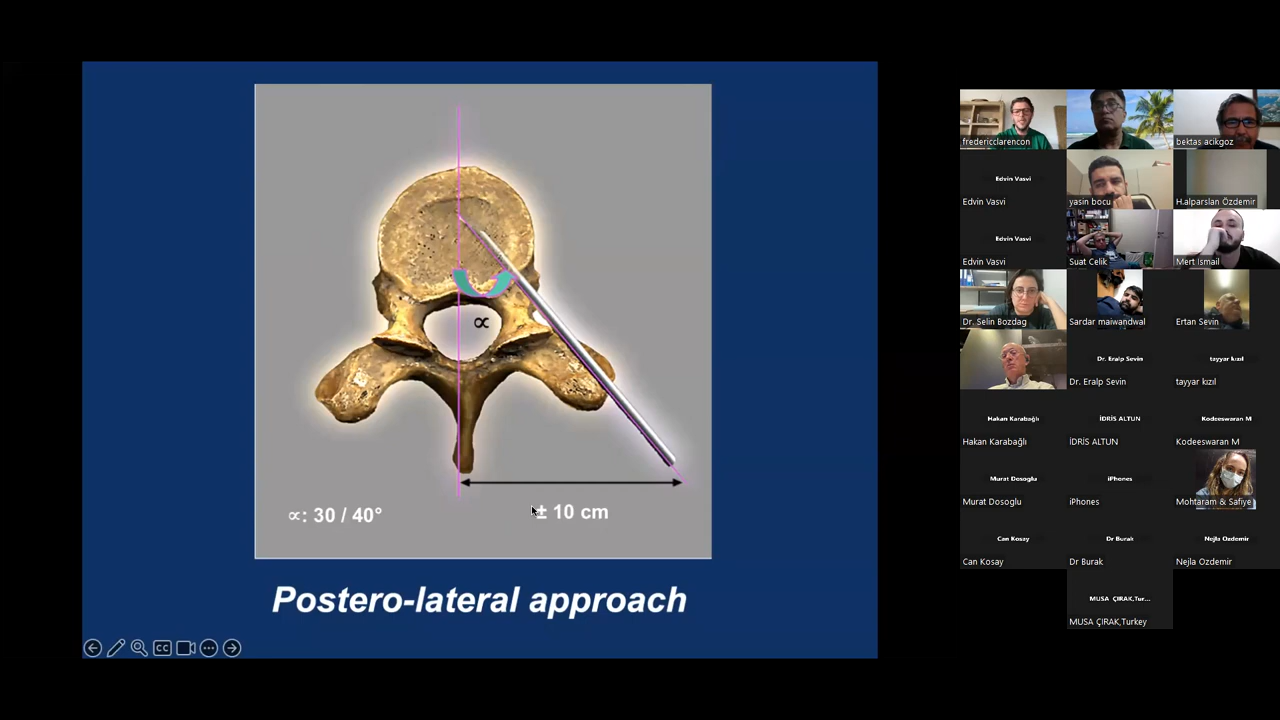 ∝
∝: 30 / 40°
± 10 cm
Postero-lateral approach
CC
fredericclarencon
bektas acikgoz
Edvin Vasvi
Edvin Vasvi
yasin bocu
H.alparslan Özdemir
Edvin Vasvi
Edvin Vasvi
Suat Celik
Mert Ismail
Dr. Selin Bozdag
Sardar maiwandwal
Ertan Sevin
Dr. Eralp Sevin
Dr. Eralp Sevin
tayyar kızıl
tayyar kızıl
Hakan Karabağlı
Hakan Karabağlı
İDRİS ALTUN
İDRİS ALTUN
Kodeeswaran M
Kodeeswaran M
Murat Dosoglu
Murat Dosoglu
iPhones
iPhones
Mohtaram & Safiye
Can Kosay
Can Kosay
Dr Burak
Dr Burak
Nejla Ozdemir
Nejla Ozdemir
MUSA ÇIRAK,Tur...
MUSA ÇIRAK,Turkey